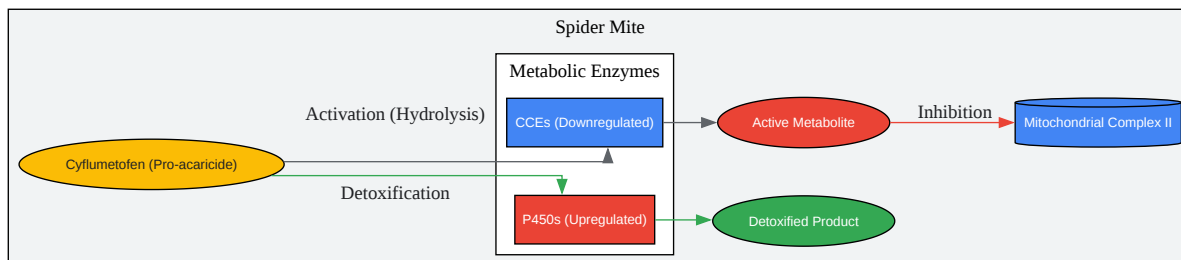 Spider Mite
Metabolic Enzymes
Activation (Hydrolysis)
CCEs (Downregulated)
Active Metabolite
Inhibition
Mitochondrial Complex II
Cyflumetofen (Pro-acaricide)
Detoxification
P450s (Upregulated)
Detoxified Product